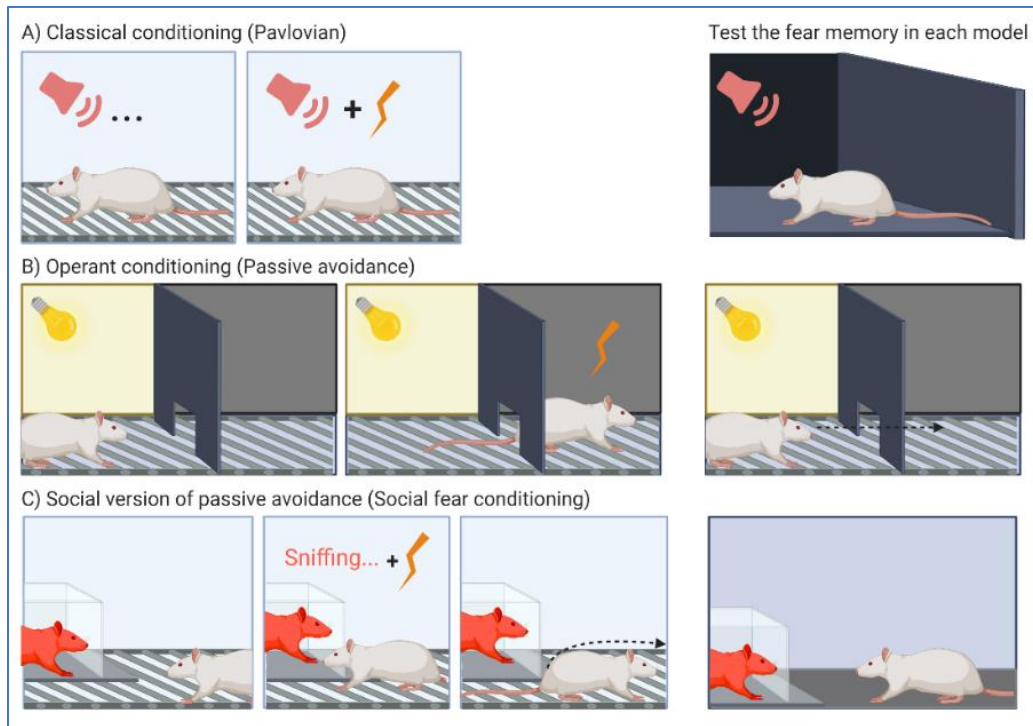 A) Classical conditioning (Pavlovian)
Test the fear memory in each model
... +
B) Operant conditioning (Passive avoidance)
C) Social version of passive avoidance (Social fear conditioning)
Sniffing... +